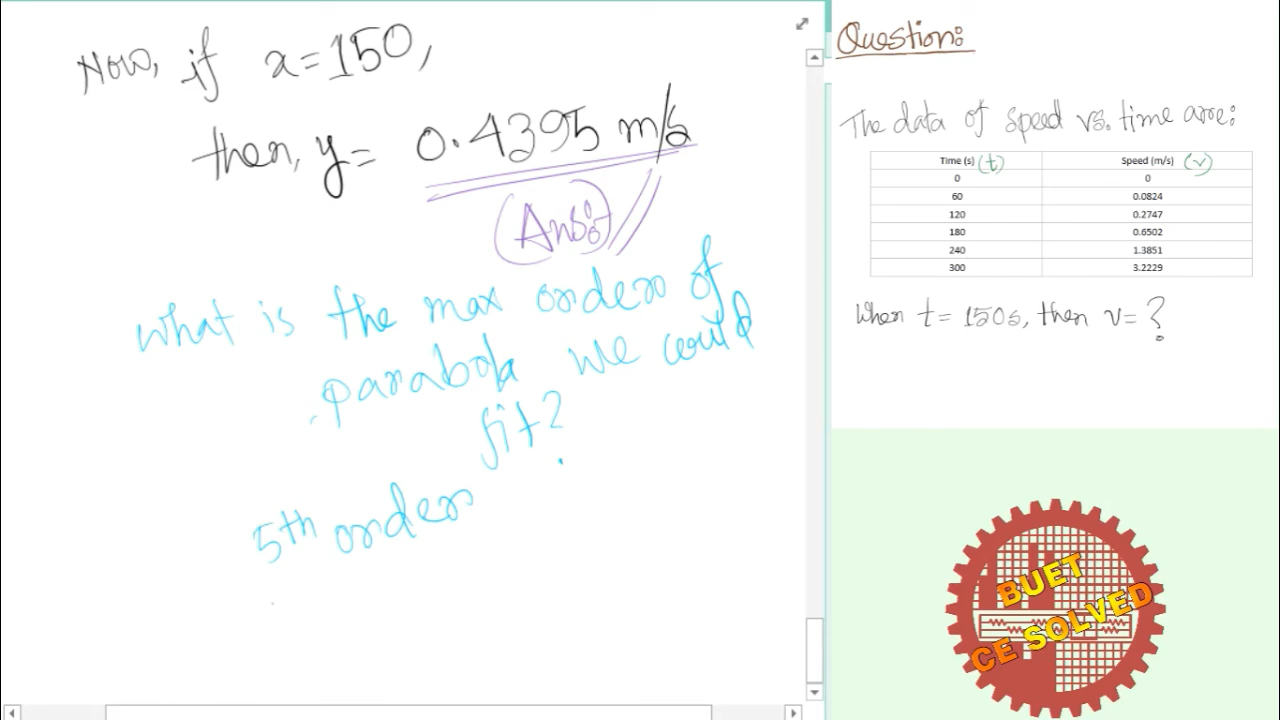 Now, if x=150,
then, y= 0.4395 m/s
(Ans:)
What is the max order of
parabola we could
fit?
5th order
Question:
The data of speed vs. time are:
Time (s) (t) Speed (m/s) (v)
0 0
60 0.0824
120 0.2747
180 0.6502
240 1.3851
300 3.2229
When t= 150s, then v= ?
BUET
CE SOLVED